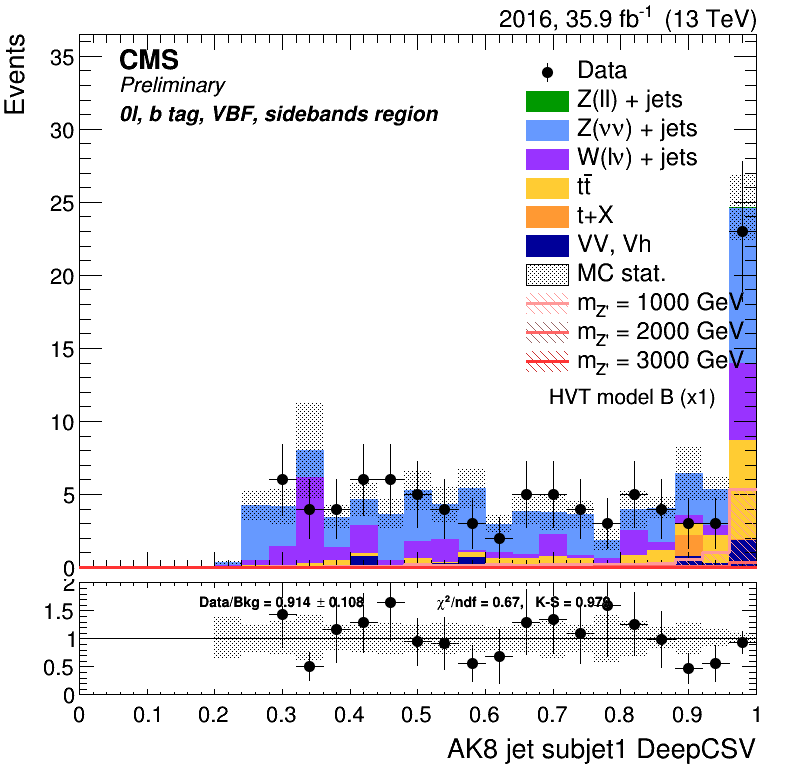 2016, 35.9 fb⁻¹ (13 TeV)
Events
CMS
Preliminary
0l, b tag, VBF, sidebands region
Data
Z(ll) + jets
Z(νν) + jets
W(lν) + jets
tt̄
t+X
VV, Vh
MC stat.
m_Z' = 1000 GeV
m_Z' = 2000 GeV
m_Z' = 3000 GeV
HVT model B (x1)
35
30
25
20
15
10
5
0
Data/Bkg = 0.914 ± 0.108 χ²/ndf = 0.67, K-S = 0.979
2
1.5
1
0.5
0
0 0.1 0.2 0.3 0.4 0.5 0.6 0.7 0.8 0.9 1
AK8 jet subjet1 DeepCSV